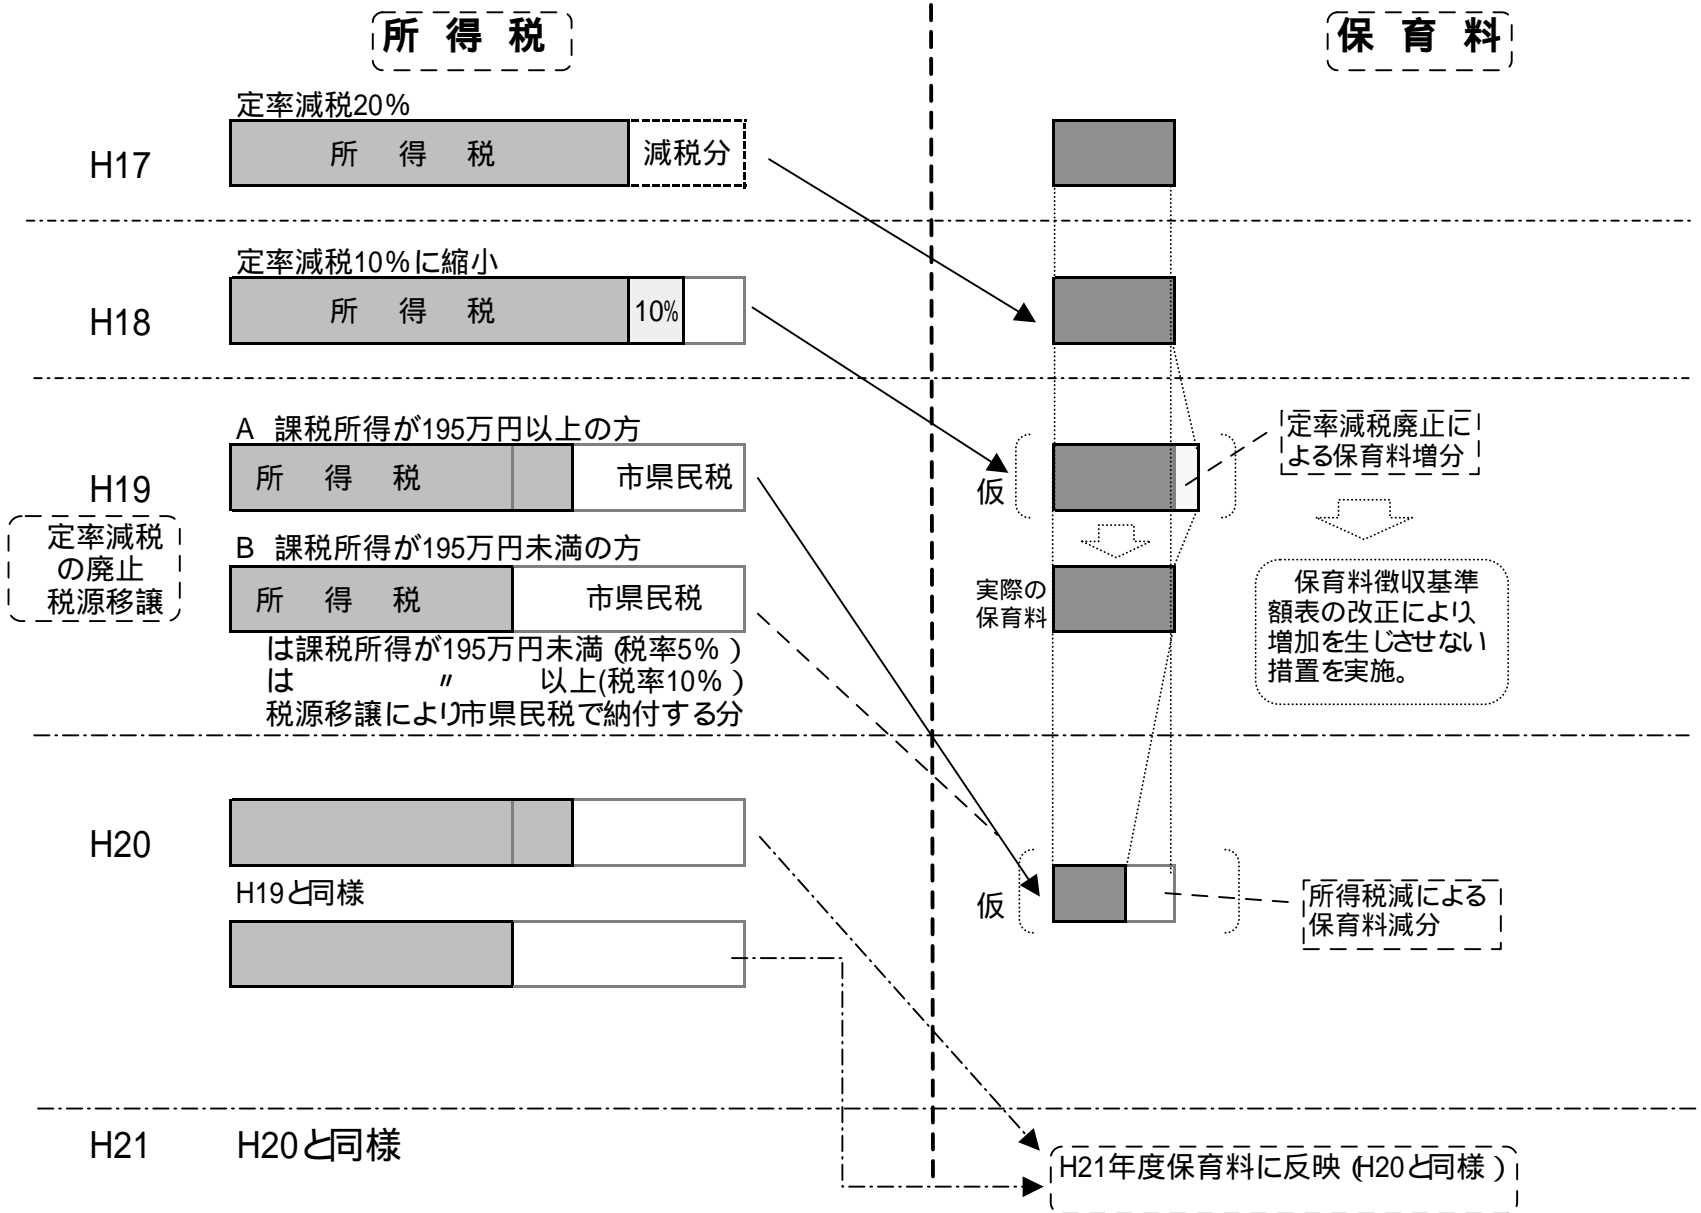 所 得 税
保 育 料
定率減税20%
H17
所 得 税
減税分
定率減税10%に縮小
H18
所 得 税
10%
A 課税所得が195万円以上の方
H19
所 得 税
市県民税
定率減税
の廃止
税源移譲
B 課税所得が195万円未満の方
所 得 税
市県民税
は課税所得が195万円未満(税率5%)
は 〃 以上(税率10%)
税源移譲により市県民税で納付する分
仮
定率減税廃止に
よる保育料増分
実際の
保育料
保育料徴収基準
額表の改正により、
増加を生じさせない
措置を実施。
H20
H19と同様
仮
所得税減による
保育料減分
H21
H20と同様
H21年度保育料に反映(H20と同様)